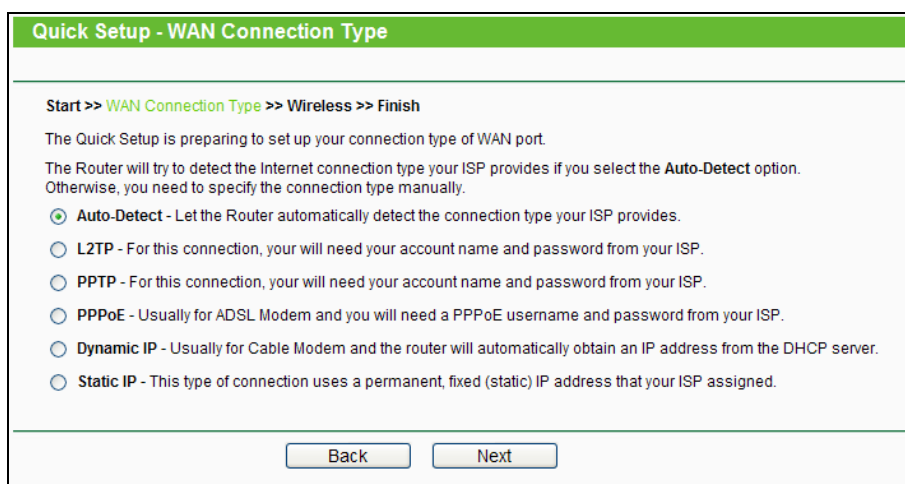 Quick Setup - WAN Connection Type
Start >> WAN Connection Type >> Wireless >> Finish
The Quick Setup is preparing to set up your connection type of WAN port.
The Router will try to detect the Internet connection type your ISP provides if you select the Auto-Detect option.
Otherwise, you need to specify the connection type manually.
Auto-Detect - Let the Router automatically detect the connection type your ISP provides.
L2TP - For this connection, your will need your account name and password from your ISP.
PPTP - For this connection, your will need your account name and password from your ISP.
PPPoE - Usually for ADSL Modem and you will need a PPPoE username and password from your ISP.
Dynamic IP - Usually for Cable Modem and the router will automatically obtain an IP address from the DHCP server.
Static IP - This type of connection uses a permanent, fixed (static) IP address that your ISP assigned.
Back Next